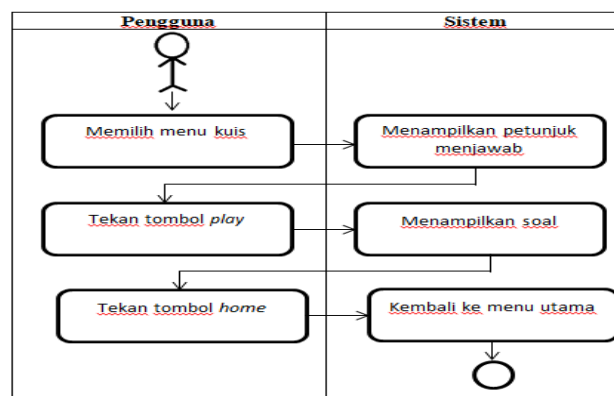 Pengguna
Sistem
Memilih menu kuis
Menampilkan petunjuk
menjawab
Tekan tombol play
Menampilkan soal
Tekan tombol home
Kembali ke menu utama